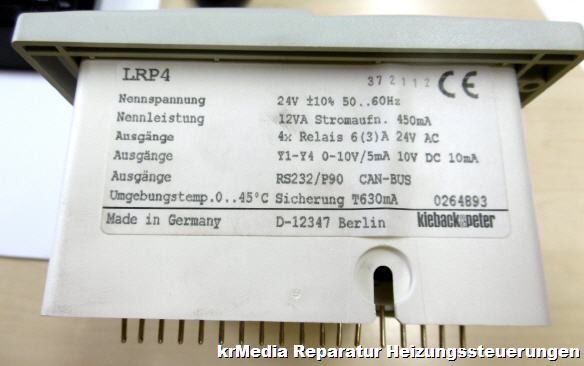 LRP4 372112 CE
Nennspannung 24V ±10% 50..60Hz
Nennleistung 12VA Stromaufn. 450mA
Ausgänge 4x Relais 6(3)A 24V AC
Ausgänge Y1-Y4 0-10V/5mA 10V DC 10mA
Ausgänge RS232/P90 CAN-BUS
Umgebungstemp.0..45°C Sicherung T630mA 0264893
Made in Germany D-12347 Berlin kieback&peter
krMedia Reparatur Heizungssteuerungen